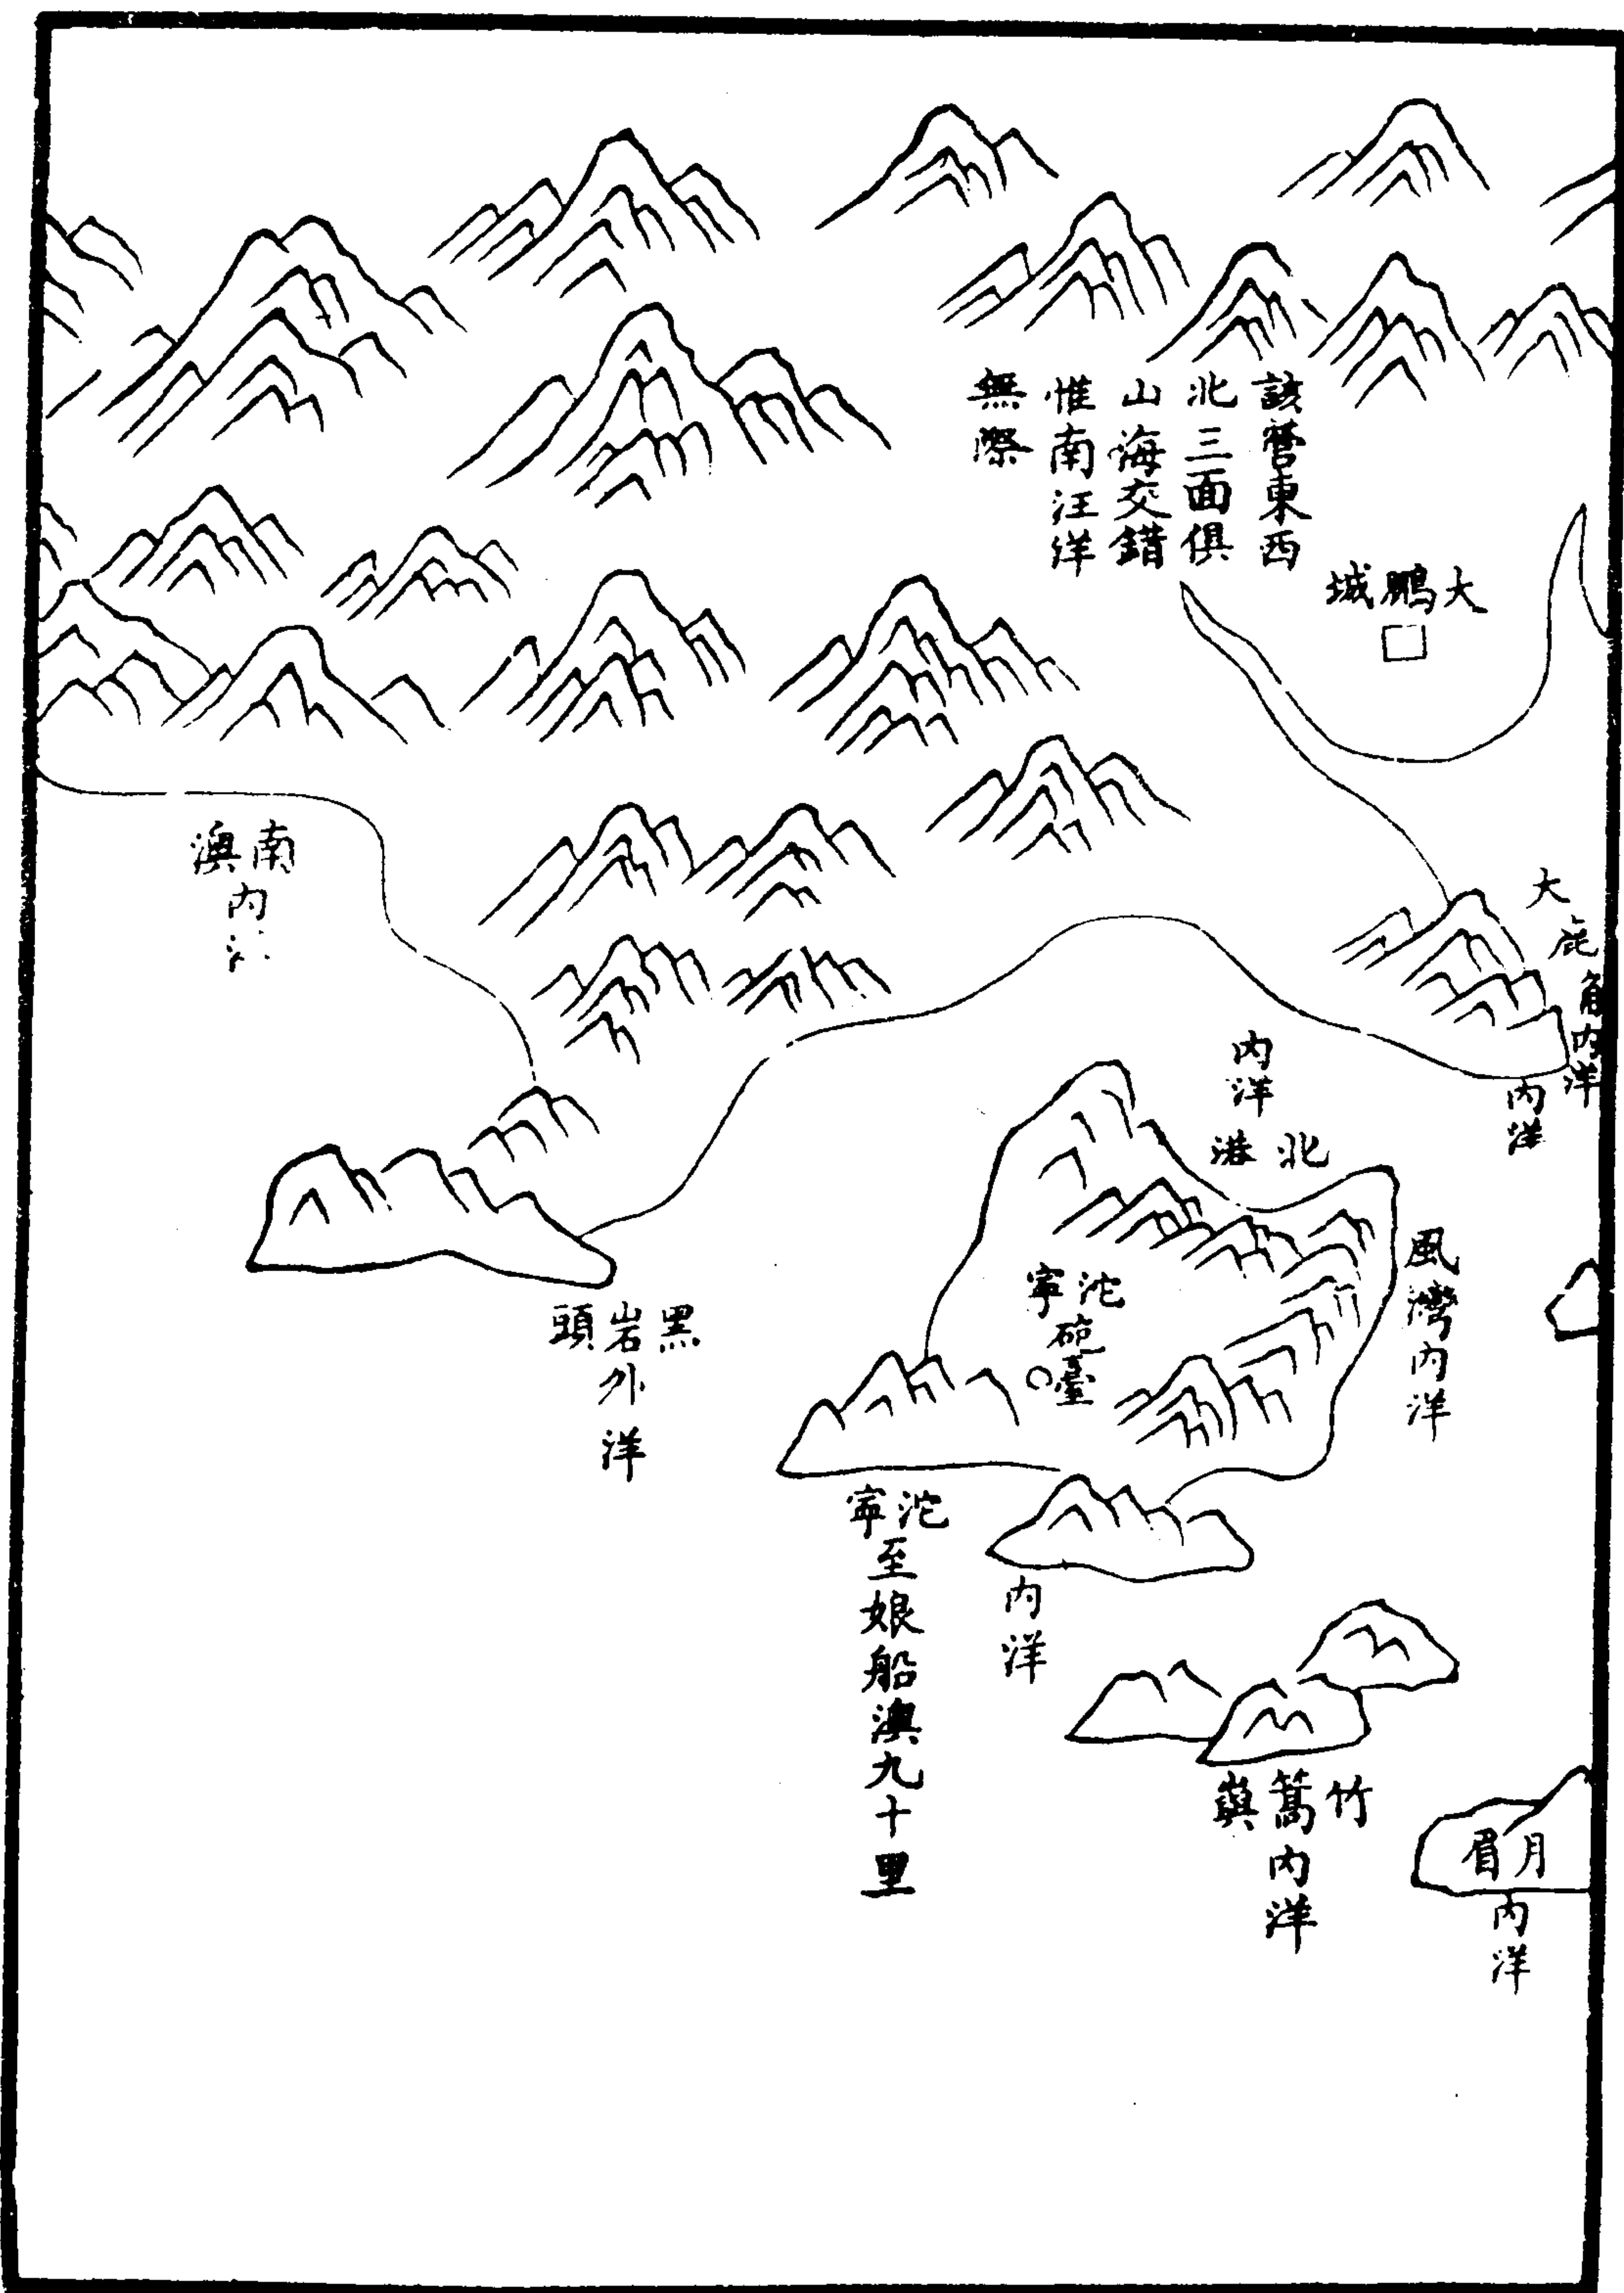 該營東西
北三面俱
山海交錯
惟南汪洋
無際
大鵬城
大鹿角內洋
內洋
內洋
北港
風灣內洋
沱寧
砲臺
沱寧
至娘船澳九十里
內洋
竹篙嶼
內洋
月眉
內洋
黑岩頭
外洋
南澳
內